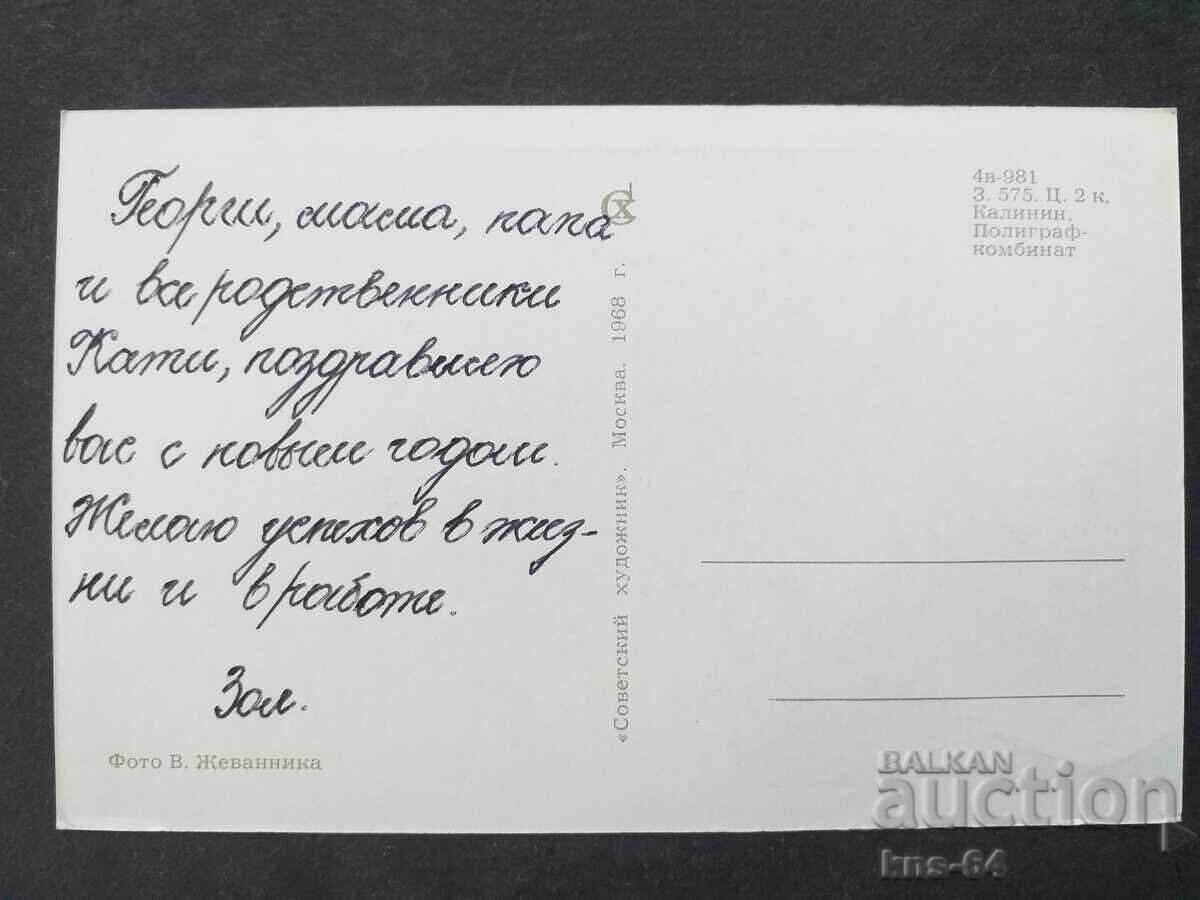 Георги, мама, папа
и все родственники
Кати, поздравляю
вас с новым годом.
Желаю успехов в жиз-
ни и в работе.
Зол.
Фото В. Жеванника
«Советский художник». Москва. 1968 г.
4в-981
З. 575. Ц. 2 к.
Калинин,
Полиграф-
комбинат
BALKAN
auction
kns-64